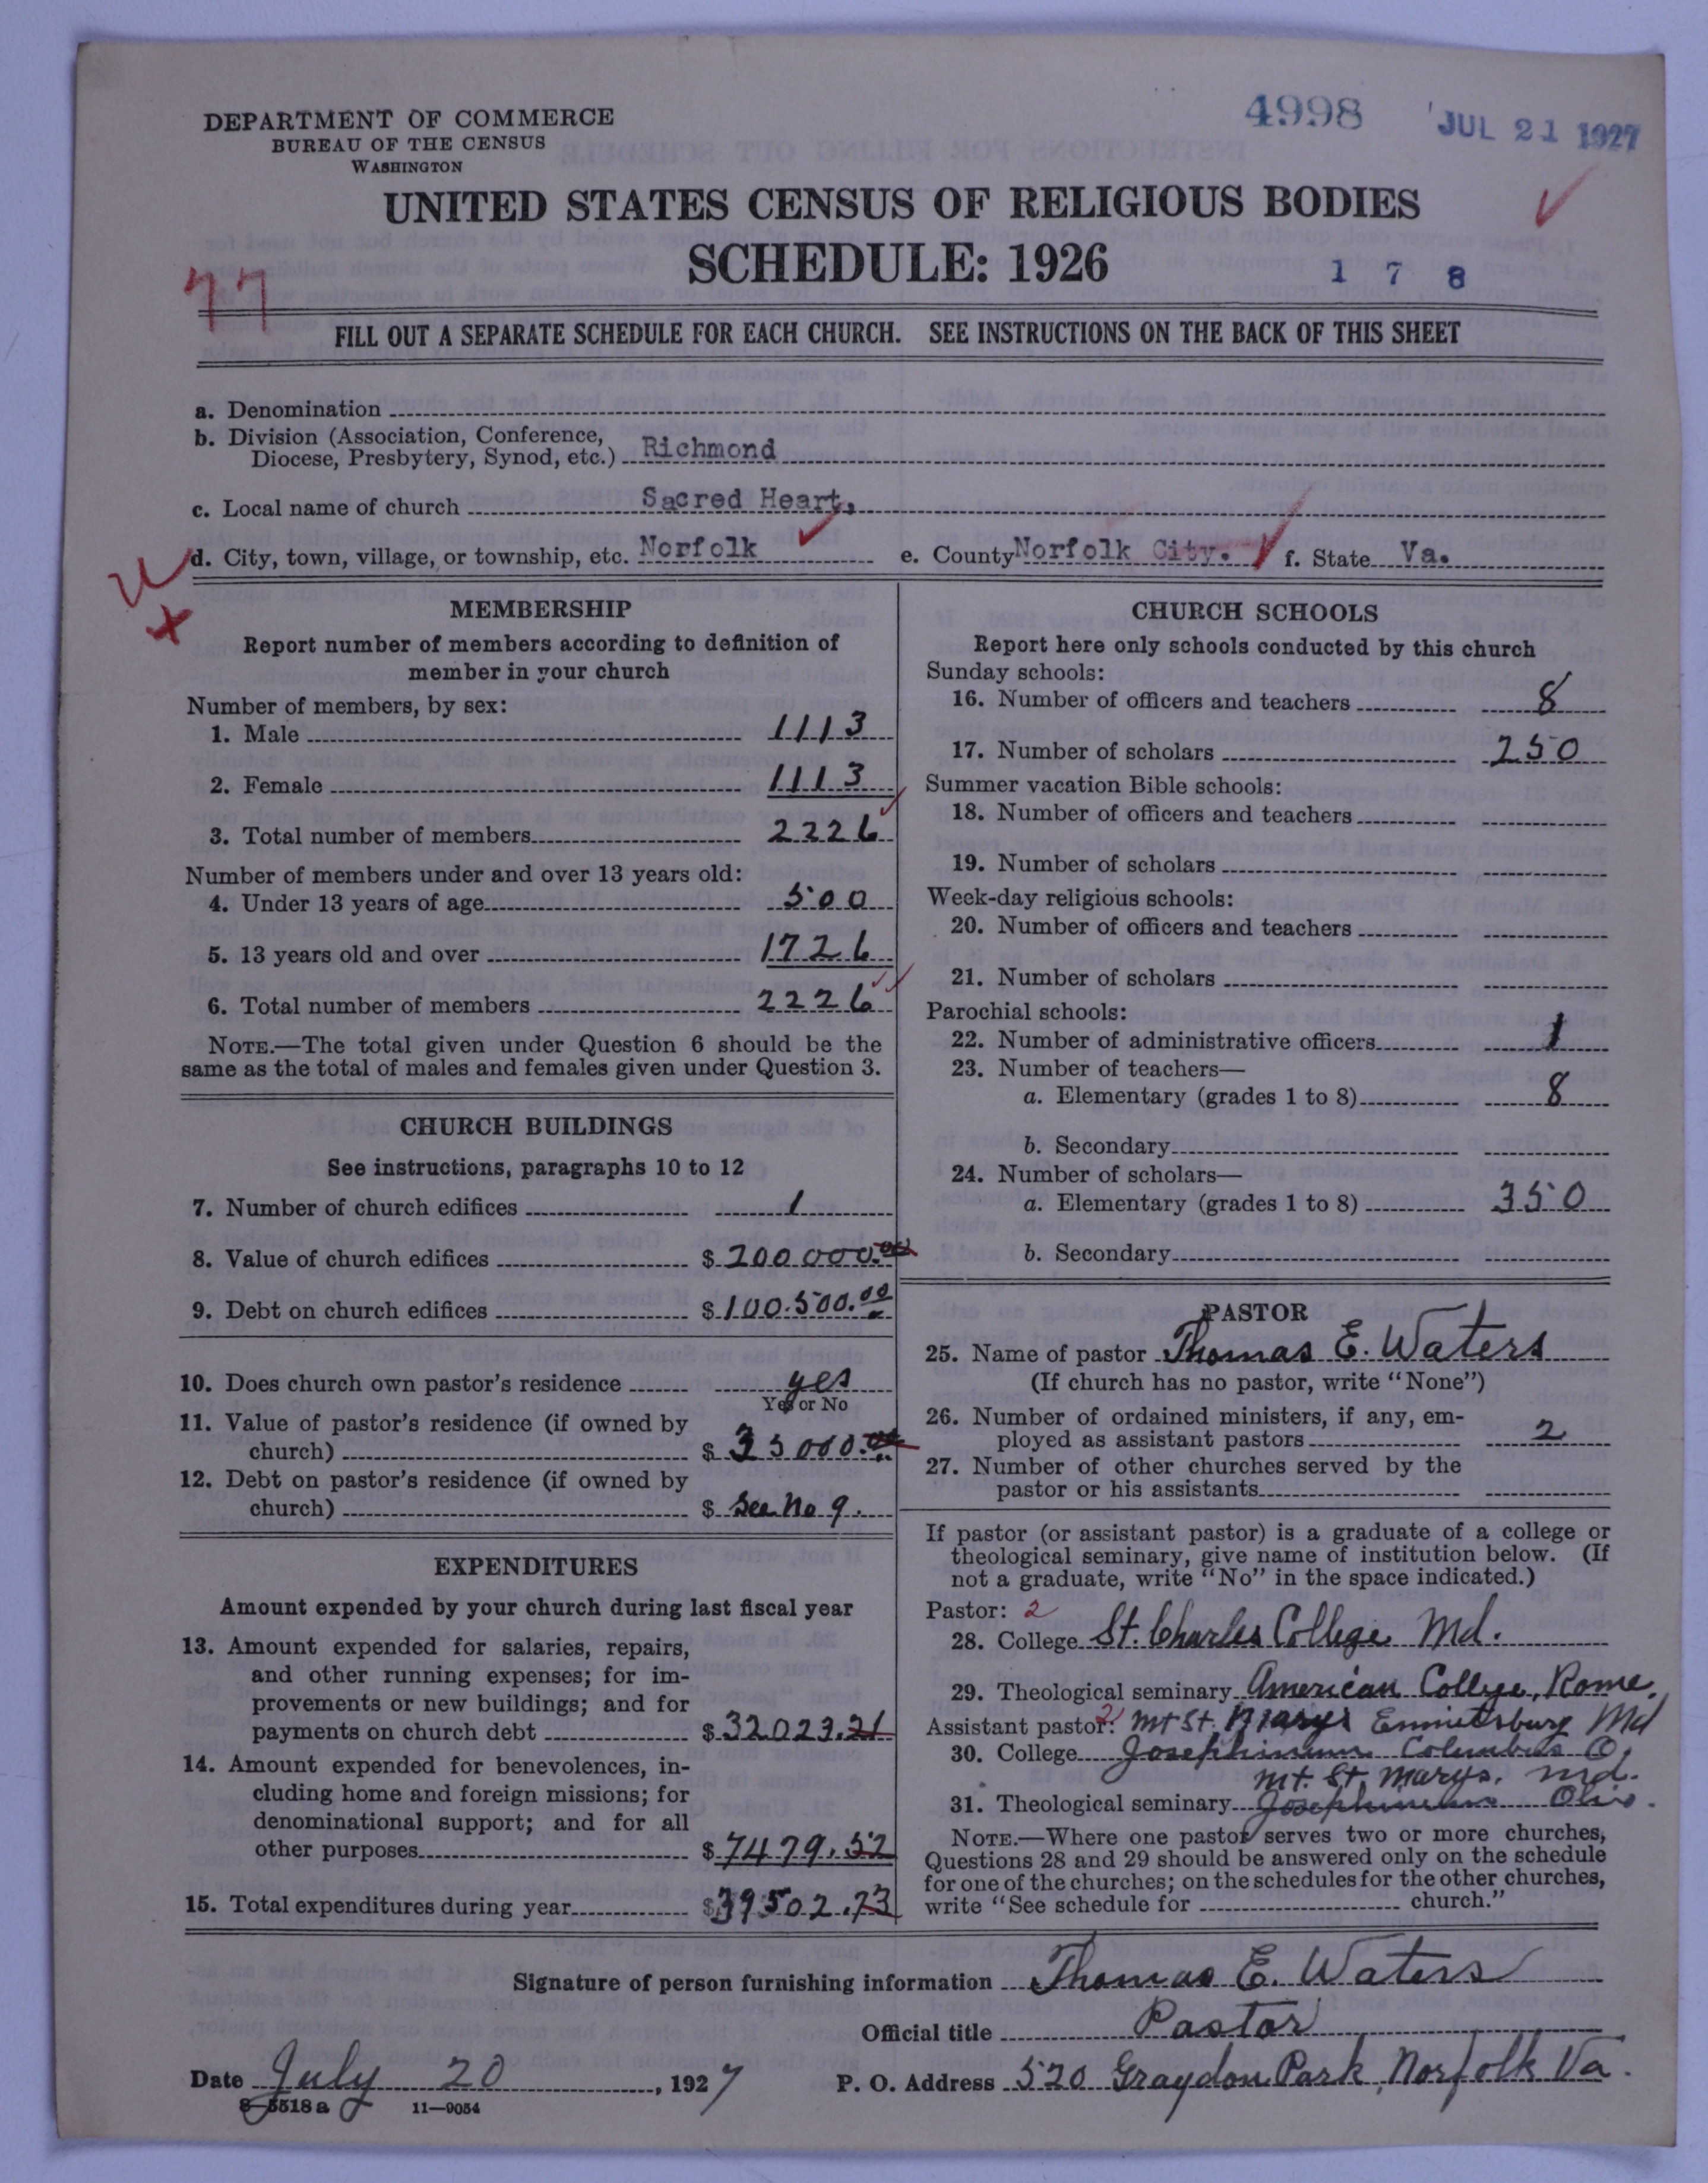 4998 JUL 21 1927
DEPARTMENT OF COMMERCE
BUREAU OF THE CENSUS
WASHINGTON
UNITED STATES CENSUS OF RELIGIOUS BODIES
SCHEDULE: 1926
1 7 8
77
FILL OUT A SEPARATE SCHEDULE FOR EACH CHURCH. SEE INSTRUCTIONS ON THE BACK OF THIS SHEET
a. Denomination
b. Division (Association, Conference,
Diocese, Presbytery, Synod, etc.) Richmond
c. Local name of church Sacred Heart,
d. City, town, village, or township, etc. Norfolk e. County Norfolk City. f. State Va.
MEMBERSHIP
Report number of members according to definition of
member in your church
Number of members, by sex:
1. Male 1113
2. Female 1113
3. Total number of members 2226
Number of members under and over 13 years old:
4. Under 13 years of age 500
5. 13 years old and over 1726
6. Total number of members 2226
NOTE.—The total given under Question 6 should be the
same as the total of males and females given under Question 3.
CHURCH BUILDINGS
See instructions, paragraphs 10 to 12
7. Number of church edifices 1
8. Value of church edifices $ 200000.00
9. Debt on church edifices $ 100.500.00
10. Does church own pastor's residence yes
Yes or No
11. Value of pastor's residence (if owned by
church) $ 35000.00
12. Debt on pastor's residence (if owned by
church) $ See No 9.
EXPENDITURES
Amount expended by your church during last fiscal year
13. Amount expended for salaries, repairs,
and other running expenses; for im-
provements or new buildings; and for
payments on church debt $ 32023.21
14. Amount expended for benevolences, in-
cluding home and foreign missions; for
denominational support; and for all
other purposes $ 7479.52
15. Total expenditures during year $ 39502.73
CHURCH SCHOOLS
Report here only schools conducted by this church
Sunday schools:
16. Number of officers and teachers 8
17. Number of scholars 250
Summer vacation Bible schools:
18. Number of officers and teachers
19. Number of scholars
Week-day religious schools:
20. Number of officers and teachers
21. Number of scholars
Parochial schools:
22. Number of administrative officers 1
23. Number of teachers—
a. Elementary (grades 1 to 8) 8
b. Secondary
24. Number of scholars—
a. Elementary (grades 1 to 8) 350
b. Secondary
PASTOR
25. Name of pastor Thomas E. Waters
(If church has no pastor, write "None")
26. Number of ordained ministers, if any, em-
ployed as assistant pastors 2
27. Number of other churches served by the
pastor or his assistants
If pastor (or assistant pastor) is a graduate of a college or
theological seminary, give name of institution below. (If
not a graduate, write "No" in the space indicated.)
Pastor: 2
28. College St. Charles College Md.
29. Theological seminary American College, Rome.
Assistant pastor: 2 Mt St. Marys Emmitsburg Md
30. College Josephinum Columbus O.
Mt. St. Marys. Md.
31. Theological seminary Josephinum Ohio.
NOTE.—Where one pastor serves two or more churches,
Questions 28 and 29 should be answered only on the schedule
for one of the churches; on the schedules for the other churches,
write "See schedule for church."
Signature of person furnishing information Thomas E. Waters
Official title Pastor
Date July 20, 1927 P. O. Address 520 Graydon Park, Norfolk Va.
8-5518 a 11—9054